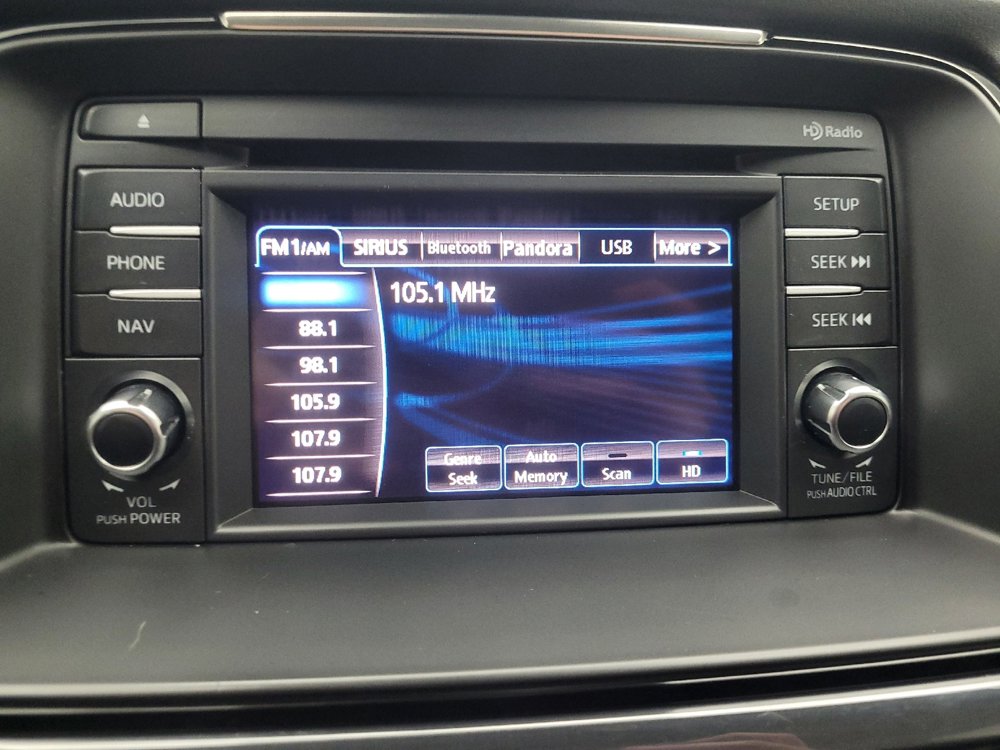 HD Radio
AUDIO
PHONE
NAV
VOL
PUSH POWER
FM1/AM
SIRIUS
Bluetooth
Pandora
USB
More >
105.1 MHz
88.1
98.1
105.9
107.9
107.9
Genre
Seek
Auto
Memory
Scan
HD
SETUP
SEEK
SEEK
TUNE/FILE
PUSH AUDIO CTRL